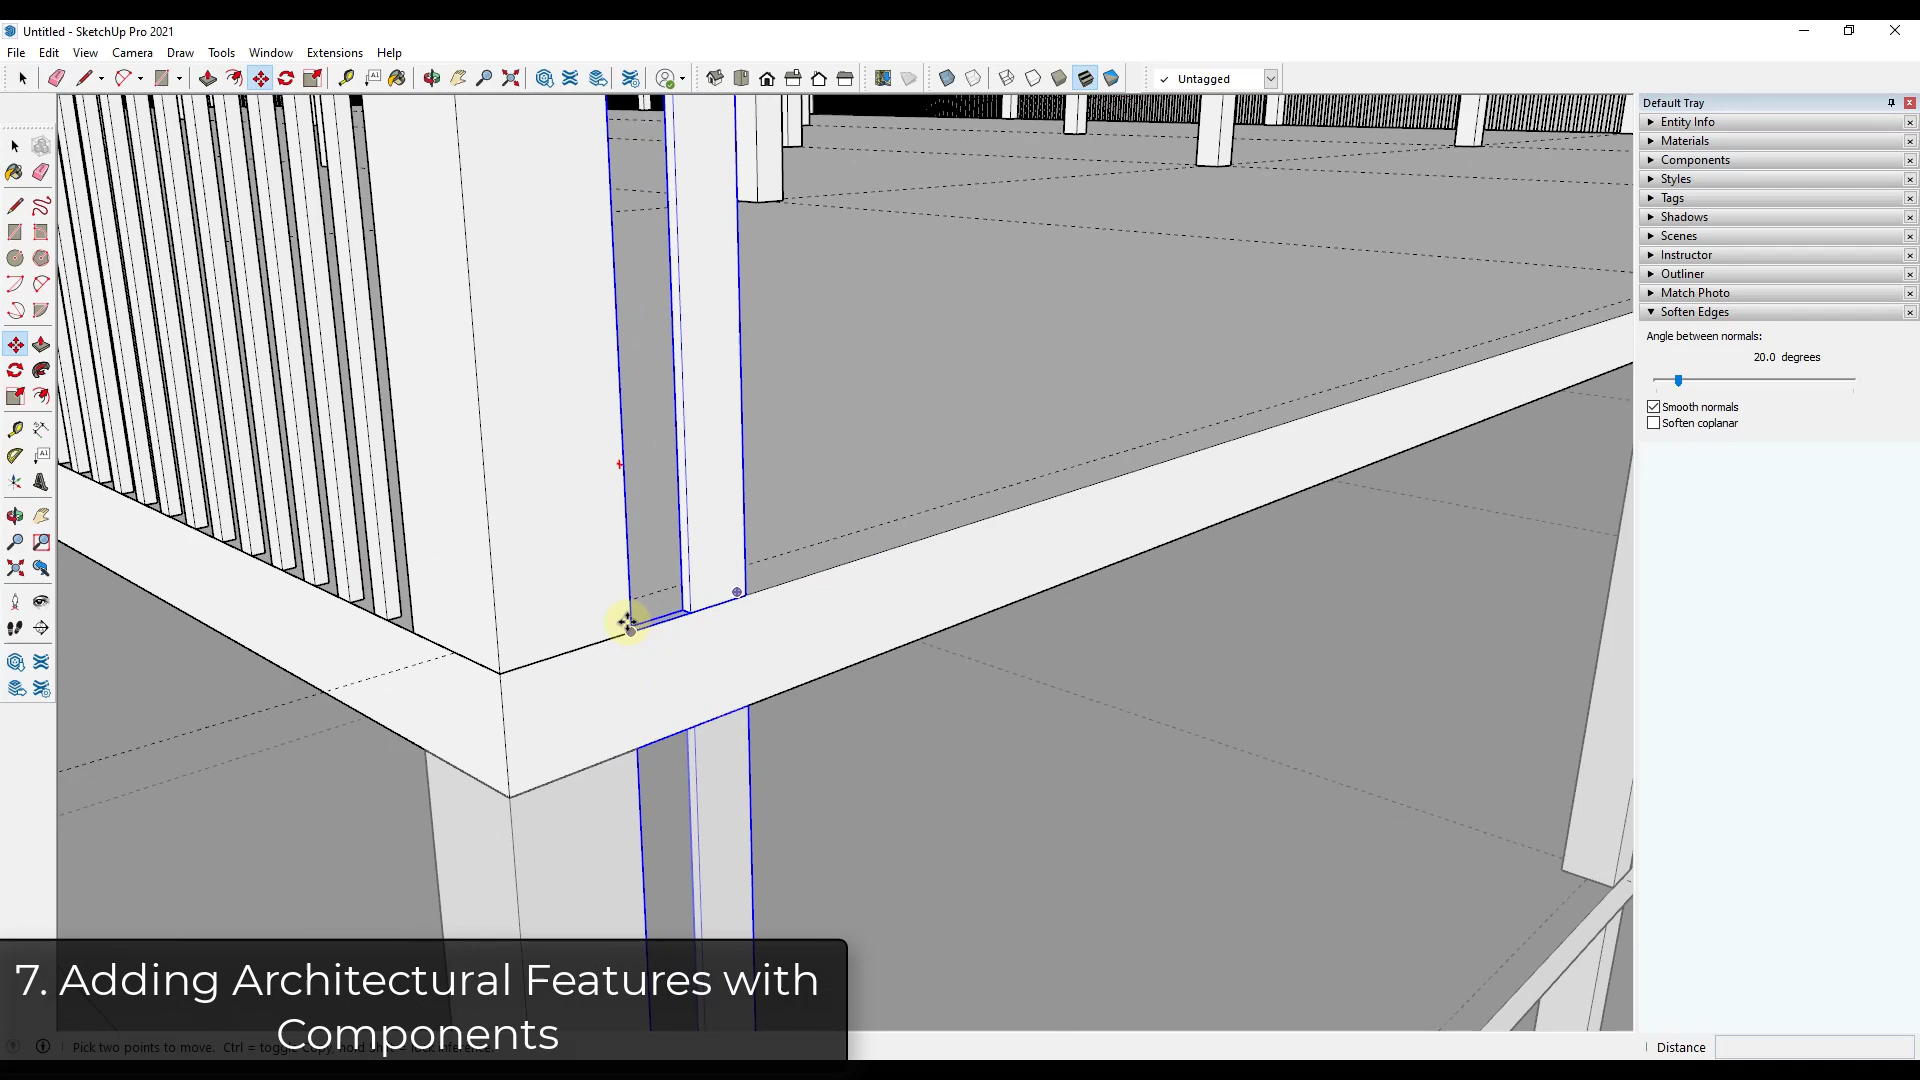 Untitled - SketchUp Pro 2021
File Edit View Camera Draw Tools Window Extensions Help
Untagged
Default Tray
Entity Info
Materials
Components
Styles
Tags
Shadows
Scenes
Instructor
Outliner
Match Photo
Soften Edges
Angle between normals:
20.0 degrees
Smooth normals
Soften coplanar
7. Adding Architectural Features with
Components
Pick two points to move. Ctrl = toggle Copy, hold
Distance